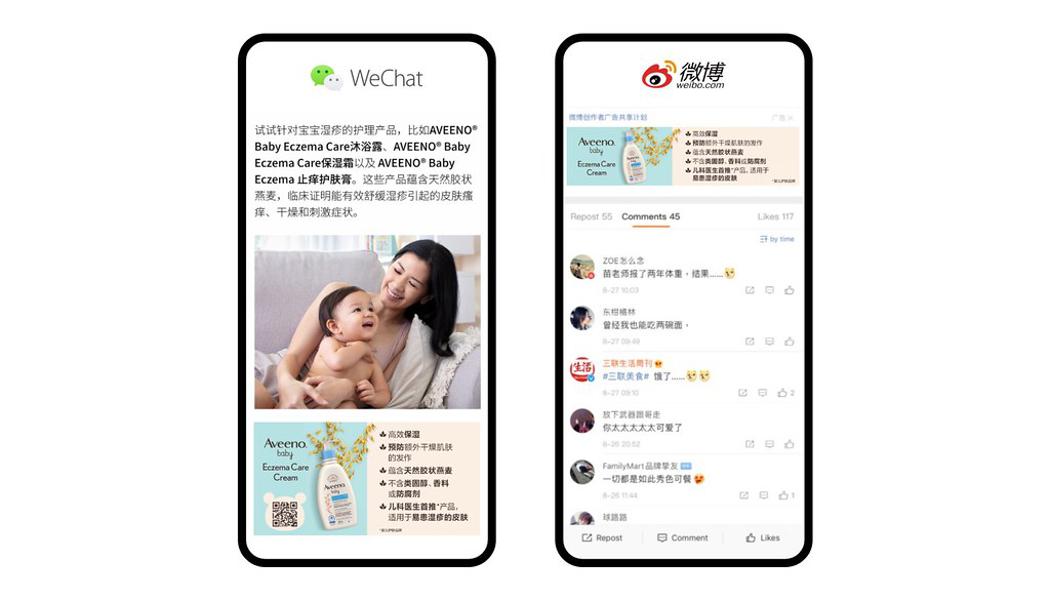 WeChat
试试针对宝宝湿疹的护理产品，比如AVEENO®
Baby Eczema Care沐浴露、AVEENO® Baby
Eczema Care保湿霜以及 AVEENO® Baby
Eczema 止痒护肤膏。这些产品蕴含天然胶状
燕麦，临床证明能有效舒缓湿疹引起的皮肤瘙
痒、干燥和刺激症状。
Aveeno
baby
Eczema Care
Cream
Aveeno
baby
高效保湿
预防额外干燥肌肤
的发作
蕴含天然胶状燕麦
不含类固醇、香料
或防腐剂
儿科医生首推*产品，
适用于易患湿疹的皮肤
微博
weibo.com
微博创作者广告共享计划
广告
Aveeno
baby
Eczema Care
Cream
高效保湿
预防额外干燥肌肤的发作
蕴含天然胶状燕麦
不含类固醇、香料或防腐剂
儿科医生首推*产品，适用于
易患湿疹的皮肤
Repost 55 Comments 45 Likes 117
by time
ZOE怎么念
苗老师报了两年体重，结果……
8-27 10:03
东柑橘林
曾经我也能吃两碗面，
8-27 09:49
生活
三联生活周刊
#三联美食# 饿了……
8-27 09:10
2
放下武器跟哥走
你太太太太太可爱了
8-26 20:52
FamilyMart品牌挚友
一切都是如此秀色可餐
8-26 11:44
1
球路路
Repost Comment Likes